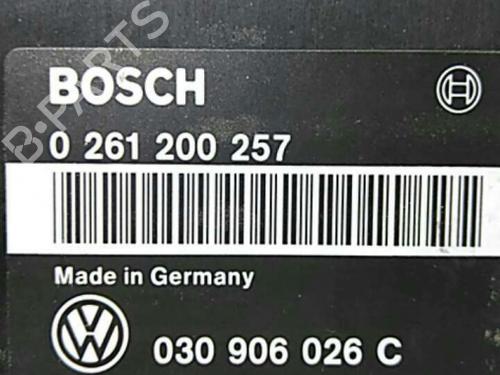 BOSCH
0 261 200 257
Made in Germany
030 906 026 C
B-PARTS